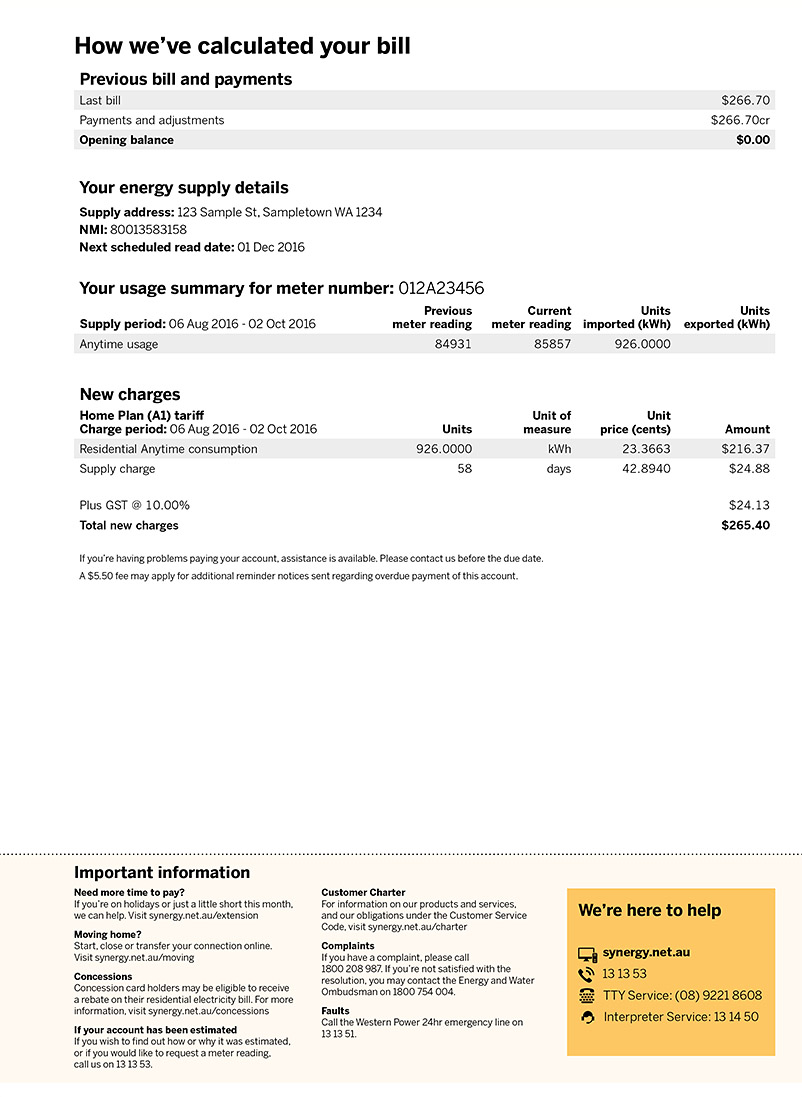 How we've calculated your bill
Previous bill and payments
Last bill $266.70
Payments and adjustments $266.70cr
Opening balance $0.00
Your energy supply details
Supply address: 123 Sample St, Sampletown WA 1234
NMI: 80013583158
Next scheduled read date: 01 Dec 2016
Your usage summary for meter number: 012A23456
Previous Current Units Units
Supply period: 06 Aug 2016 - 02 Oct 2016 meter reading meter reading imported (kWh) exported (kWh)
Anytime usage 84931 85857 926.0000
New charges
Home Plan (A1) tariff Unit of Unit
Charge period: 06 Aug 2016 - 02 Oct 2016 Units measure price (cents) Amount
Residential Anytime consumption 926.0000 kWh 23.3663 $216.37
Supply charge 58 days 42.8940 $24.88
Plus GST @ 10.00% $24.13
Total new charges $265.40
If you're having problems paying your account, assistance is available. Please contact us before the due date.
A $5.50 fee may apply for additional reminder notices sent regarding overdue payment of this account.
Important information
Need more time to pay?
If you're on holidays or just a little short this month,
we can help. Visit synergy.net.au/extension
Moving home?
Start, close or transfer your connection online.
Visit synergy.net.au/moving
Concessions
Concession card holders may be eligible to receive
a rebate on their residential electricity bill. For more
information, visit synergy.net.au/concessions
If your account has been estimated
If you wish to find out how or why it was estimated,
or if you would like to request a meter reading,
call us on 13 13 53.
Customer Charter
For information on our products and services,
and our obligations under the Customer Service
Code, visit synergy.net.au/charter
Complaints
If you have a complaint, please call
1800 208 987. If you're not satisfied with the
resolution, you may contact the Energy and Water
Ombudsman on 1800 754 004.
Faults
Call the Western Power 24hr emergency line on
13 13 51.
We're here to help
synergy.net.au
13 13 53
TTY Service: (08) 9221 8608
Interpreter Service: 13 14 50